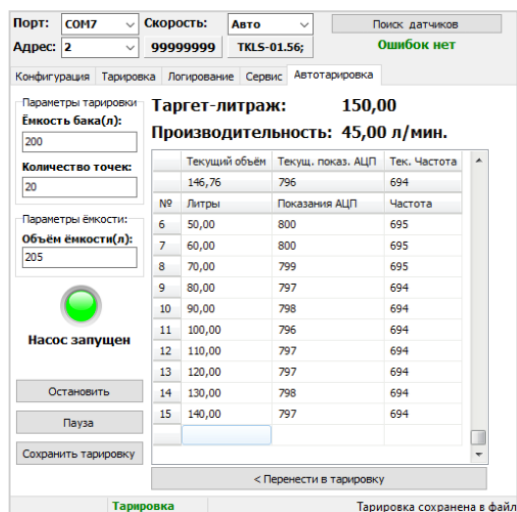 Порт: COM7 Скорость: Авто Поиск датчиков
Адрес: 2 99999999 TKLS-01.56; Ошибок нет
Конфигурация Тарировка Логирование Сервис Автотарировка
Параметры тарировки
Ёмкость бака(л):
200
Количество точек:
20
Параметры ёмкости:
Объём ёмкости(л):
205
Насос запущен
Остановить
Пауза
Сохранить тарировку
Таргет-литраж: 150,00
Производительность: 45,00 л/мин.
Текущий объём Текущ. показ. АЦП Тек. Частота
146,76 796 694
№ Литры Показания АЦП Частота
6 50,00 800 695
7 60,00 800 695
8 70,00 799 695
9 80,00 797 694
10 90,00 798 694
11 100,00 796 694
12 110,00 797 694
13 120,00 797 694
14 130,00 798 694
15 140,00 797 694
< Перенести в тарировку
Тарировка Тарировка сохранена в файл